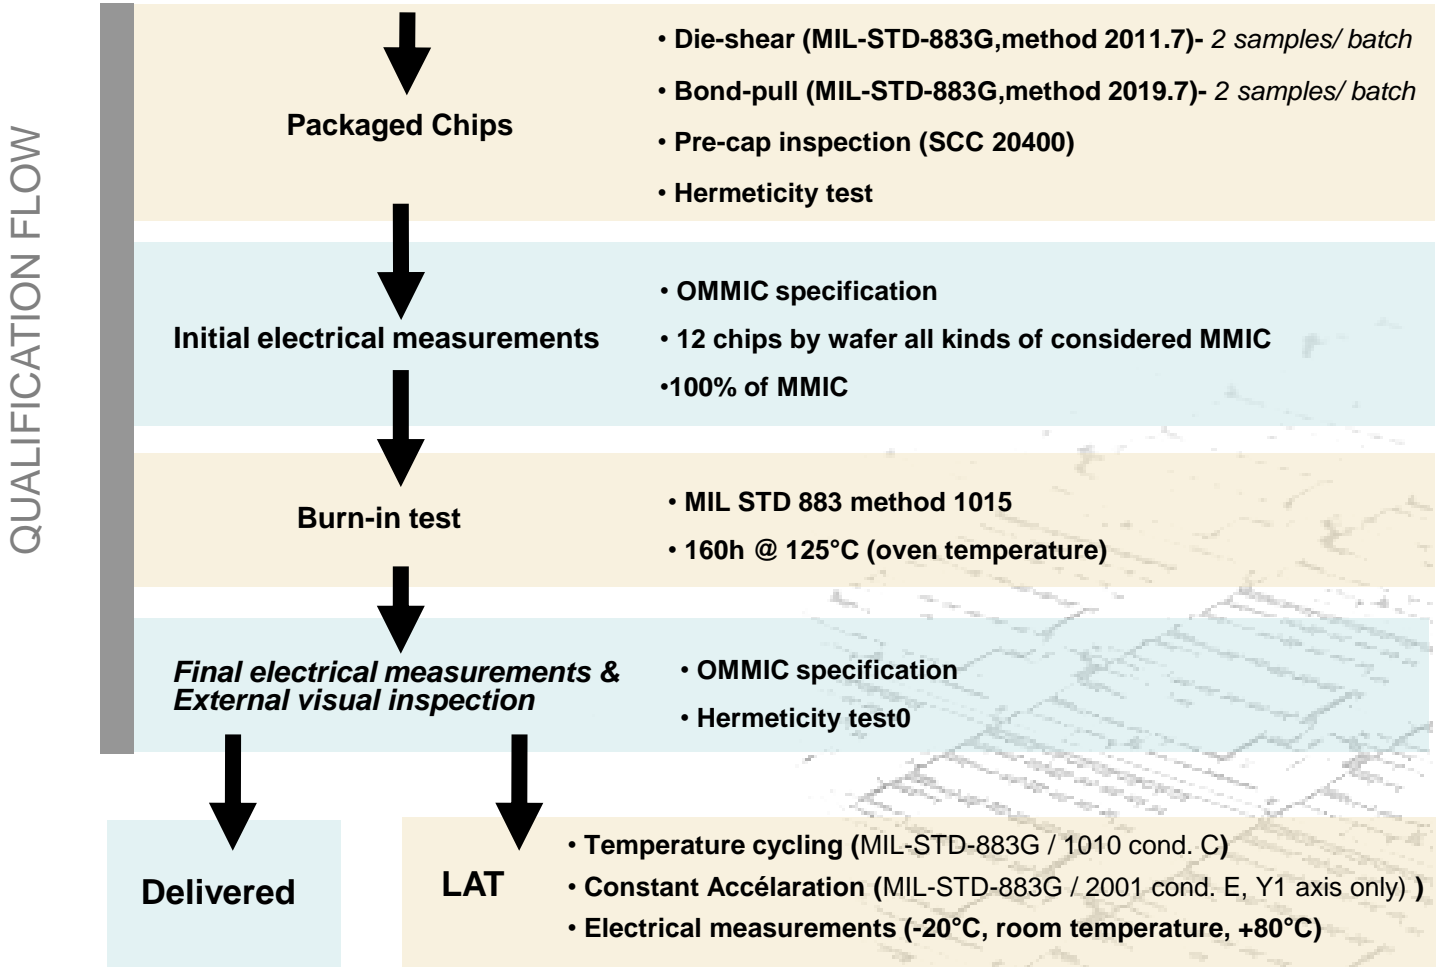 QUALIFICATION FLOW
Packaged Chips
• Die-shear (MIL-STD-883G,method 2011.7)- 2 samples/ batch
• Bond-pull (MIL-STD-883G,method 2019.7)- 2 samples/ batch
• Pre-cap inspection (SCC 20400)
• Hermeticity test
Initial electrical measurements
• OMMIC specification
• 12 chips by wafer all kinds of considered MMIC
•100% of MMIC
Burn-in test
• MIL STD 883 method 1015
• 160h @ 125°C (oven temperature)
Final electrical measurements &
External visual inspection
• OMMIC specification
• Hermeticity test0
Delivered
LAT
• Temperature cycling (MIL-STD-883G / 1010 cond. C)
• Constant Accélaration (MIL-STD-883G / 2001 cond. E, Y1 axis only) )
• Electrical measurements (-20°C, room temperature, +80°C)